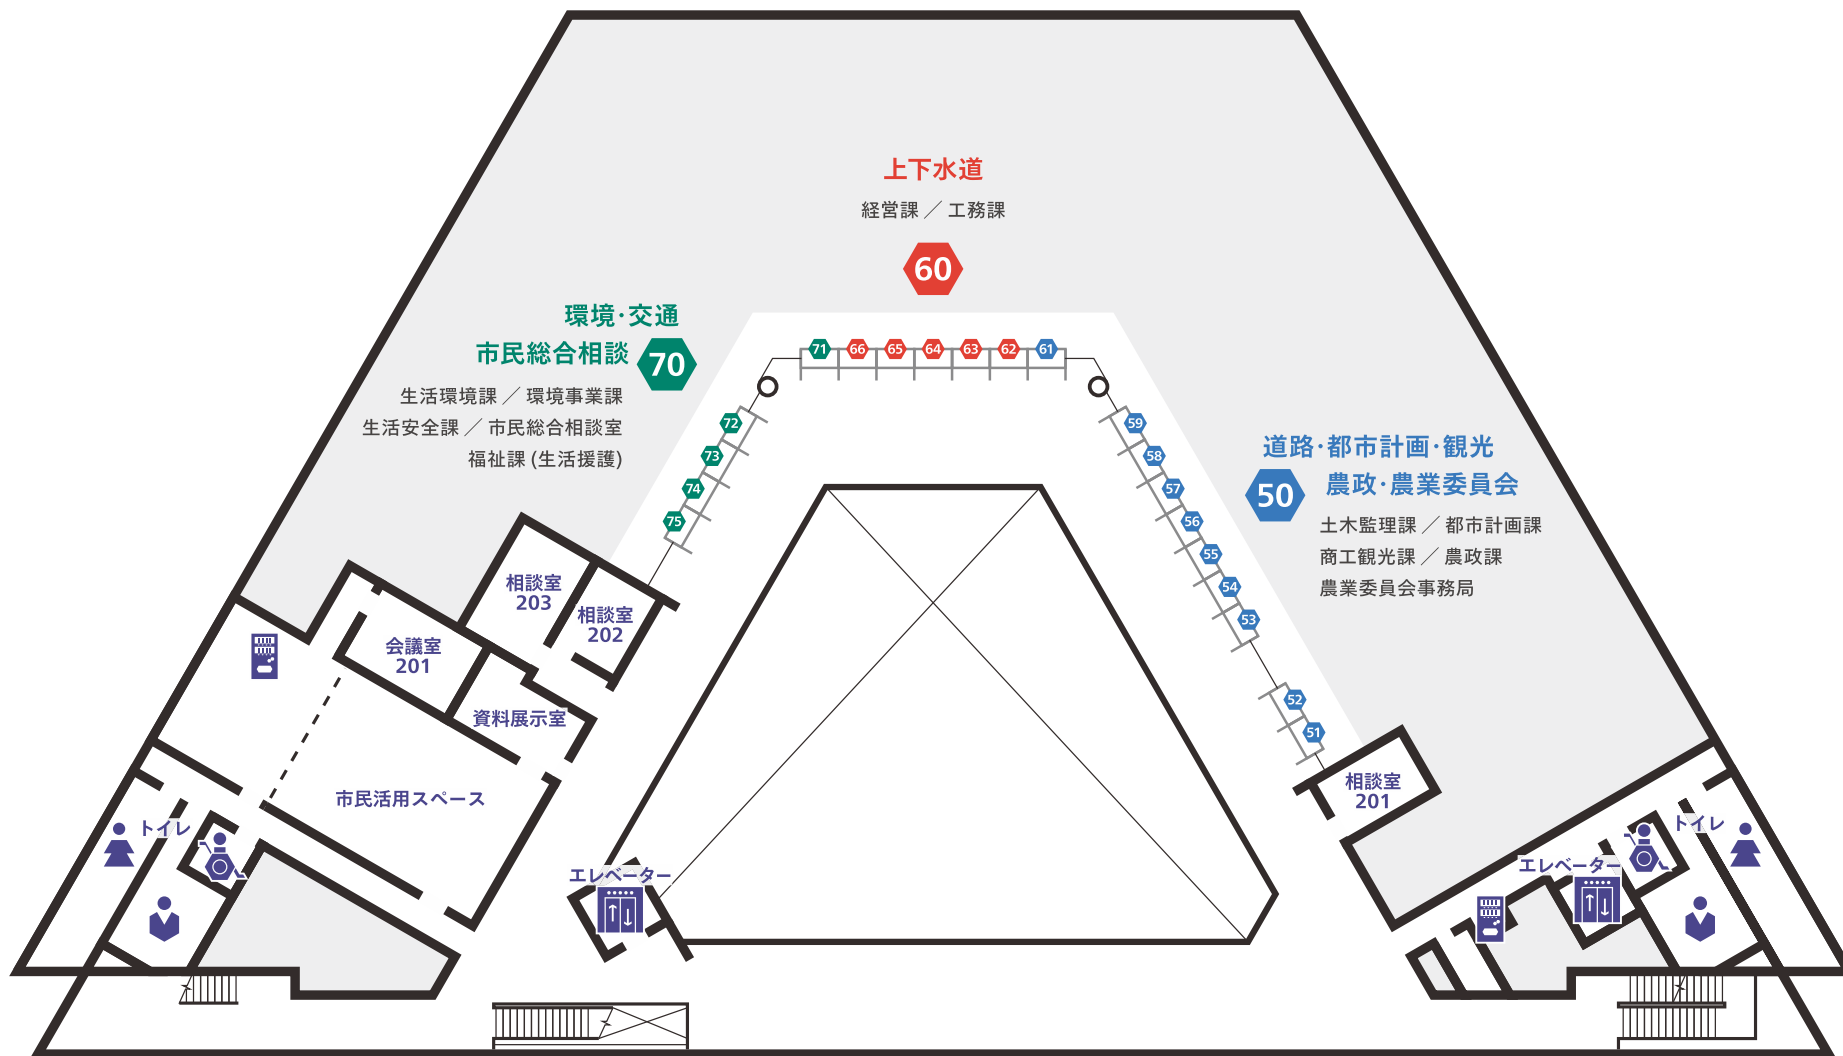 上下水道
経営課／工務課
60
環境・交通
市民総合相談
70
生活環境課／環境事業課
生活安全課／市民総合相談室
福祉課（生活援護）
71
66
65
64
63
62
61
72
73
74
75
59
58
57
56
55
54
53
52
51
道路・都市計画・観光
50
農政・農業委員会
土木監理課／都市計画課
商工観光課／農政課
農業委員会事務局
相談室
203
相談室
202
会議室
201
資料展示室
市民活用スペース
トイレ
エレベーター
相談室
201
エレベーター
トイレ